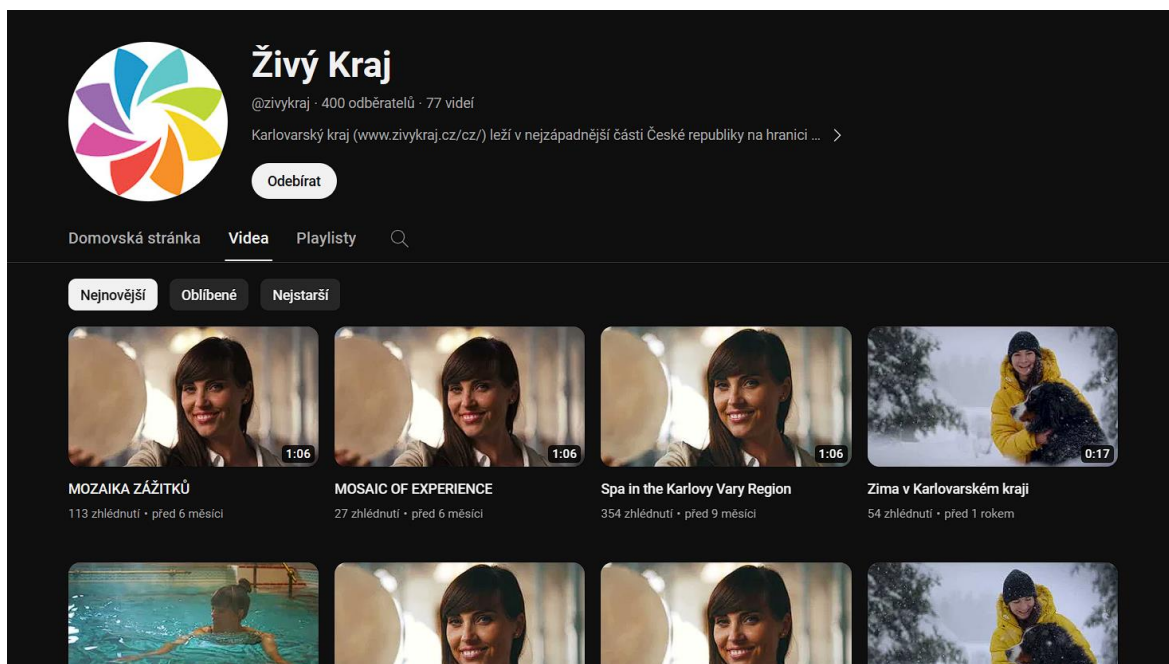 Živý Kraj
@zivykraj · 400 odběratelů · 77 videí
Karlovarský kraj (www.zivykraj.cz/cz/) leží v nejzápadnější části České republiky na hranici ...
Odebírat
Domovská stránka Videa Playlisty
Nejnovější Oblíbené Nejstarší
1:06 1:06 1:06 0:17
MOZAIKA ZÁŽITKŮ MOSAIC OF EXPERIENCE Spa in the Karlovy Vary Region Zima v Karlovarském kraji
113 zhlédnutí • před 6 měsíci 27 zhlédnutí • před 6 měsíci 354 zhlédnutí • před 9 měsíci 54 zhlédnutí • před 1 rokem